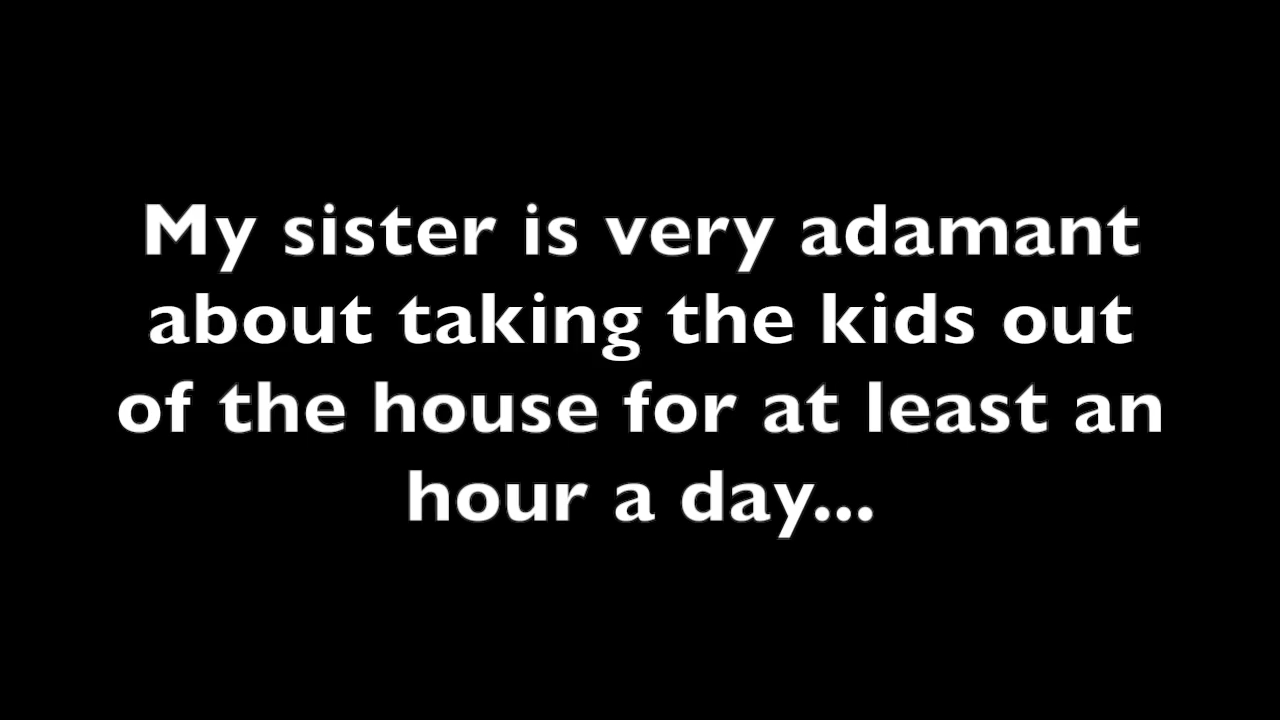 My sister is very adamant
about taking the kids out
of the house for at least an
hour a day...